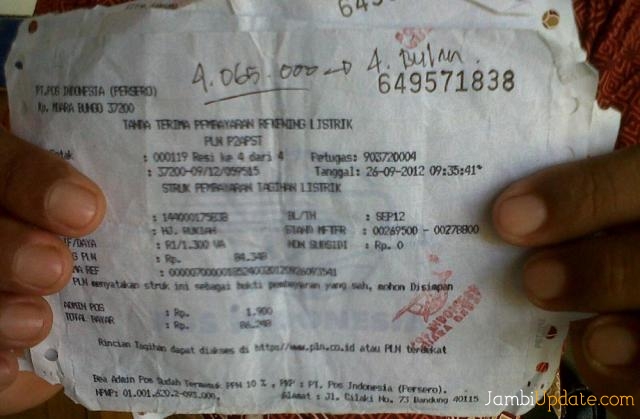 649
4.065.000 → 4. Bulan.
649571838
PT.POS INDONESIA (PERSERO)
Kp. MUARA BUNGO 37200
TANDA TERIMA PEMBAYARAN REKENING LISTRIK
PLN P2APST
: 000119 Resi ke 4 dari 4 Petugas: 903720004
: 37200-09/12/059515 Tanggal: 26-09-2012 09:35:41*
STRUK PEMBAYARAN TAGIHAN LISTRIK
: BL/TH : SEP12
: HJ. RUKIAH STAND METER : 00269500 - 00278800
/DAYA : R1/1.300 VA NON SUBSIDI : Rp. 0
PLN : Rp. 84.348
REF :
PLN menyatakan struk ini sebagai bukti pembayaran yang sah, mohon Disimpan
ADMIN POS : Rp. 1.900
TOTAL BAYAR : Rp. 86.248
Rincian Tagihan dapat diakses di http://www.pln.co.id atau PLN terdekat
Bea Admin Pos Sudah Termasuk PPN 10 %, PKP : PT. Pos Indonesia (Persero).
NPWP: Alamat : Jl. Cilaki No. 73 Bandung 40115
JambiUpdate.com